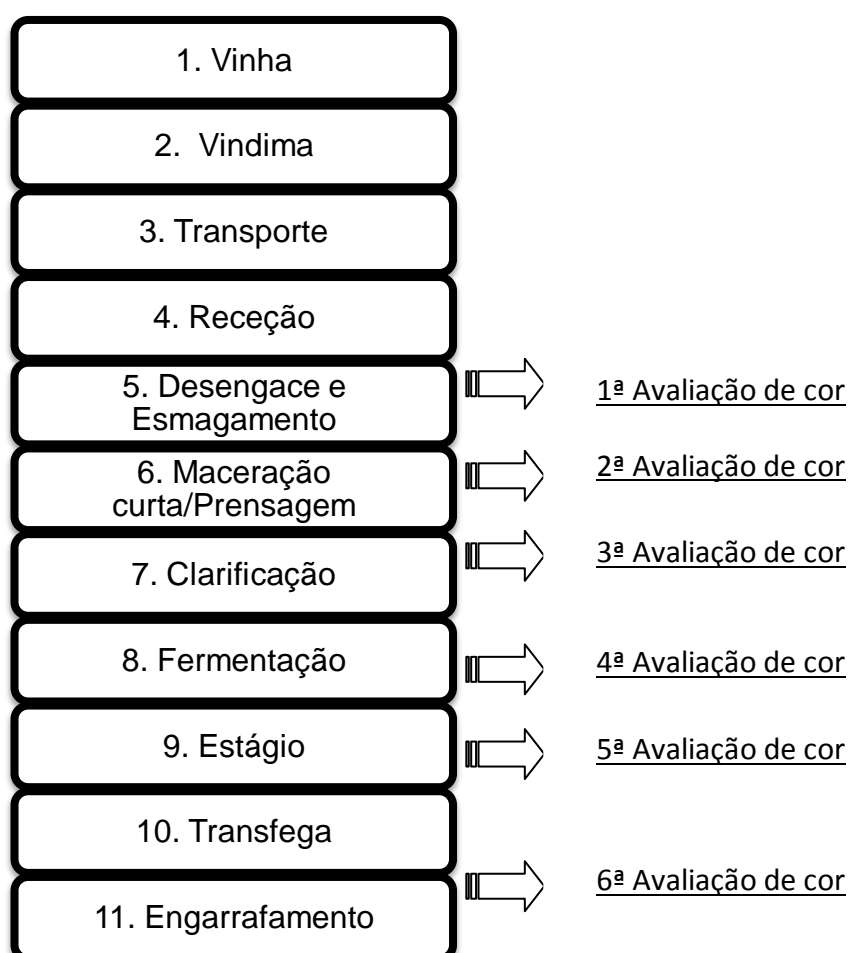 1. Vinha
2. Vindima
3. Transporte
4. Receção
5. Desengace e
Esmagamento
1ª Avaliação de cor
6. Maceração
curta/Prensagem
2ª Avaliação de cor
7. Clarificação
3ª Avaliação de cor
8. Fermentação
4ª Avaliação de cor
9. Estágio
5ª Avaliação de cor
10. Transfega
11. Engarrafamento
6ª Avaliação de cor